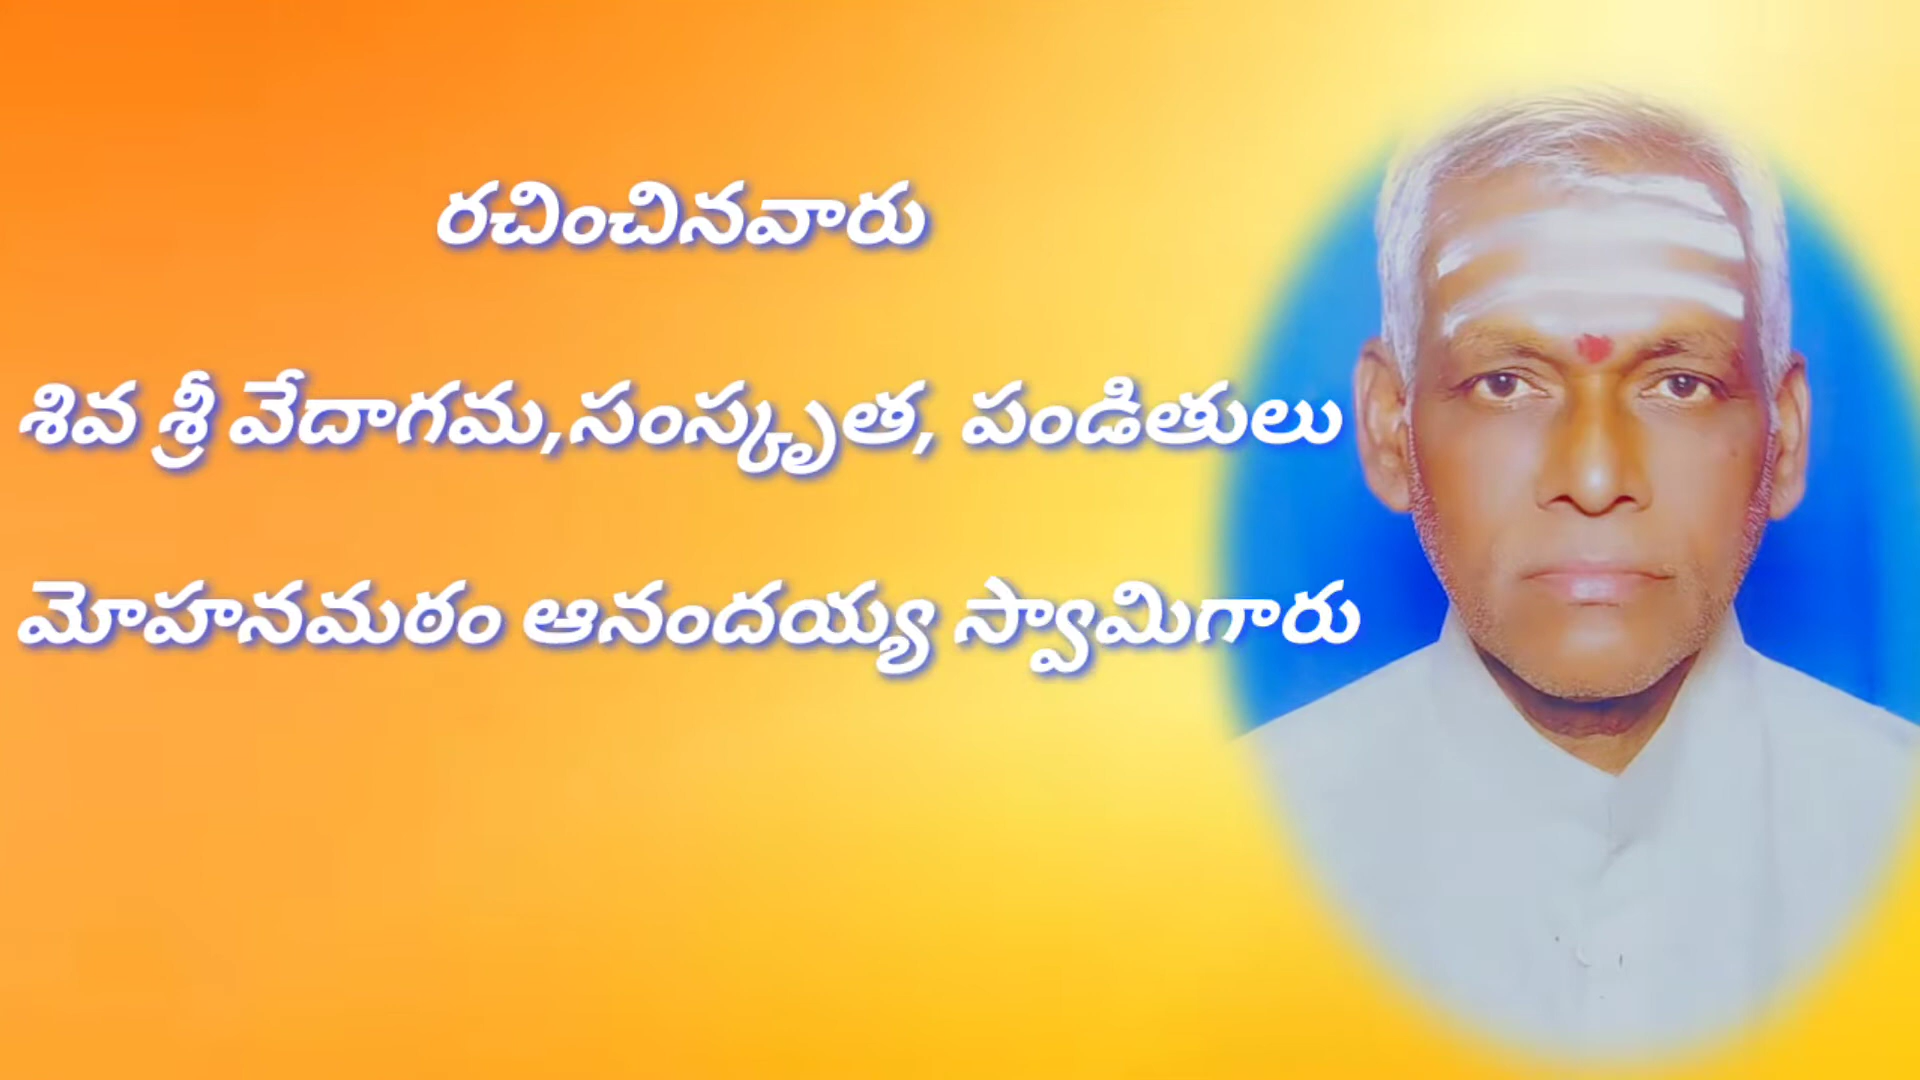 రచించినవారు
శివ శ్రీ వేదాగమ,సంస్కృత, పండితులు
మోహనమఠం ఆనందయ్య స్వామిగారు